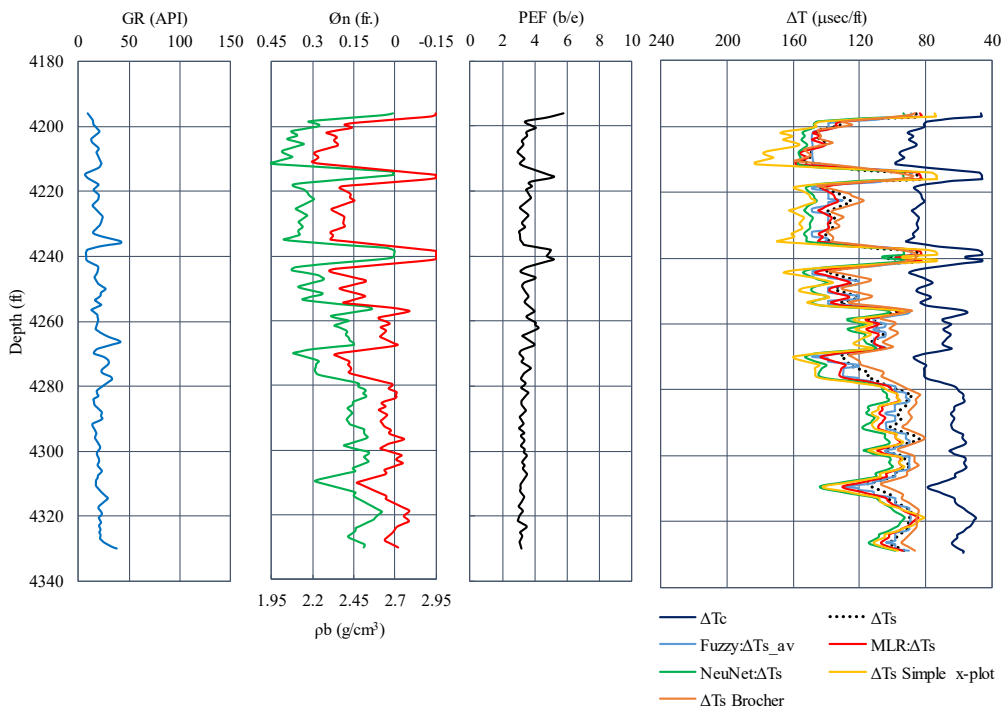 GR (API)
0 50 100 150
Øn (fr.)
0.45 0.3 0.15 0 -0.15
PEF (b/e)
0 2 4 6 8 10
ΔT (μsec/ft)
240 160 120 80 40
Depth (ft)
4180
4200
4220
4240
4260
4280
4300
4320
4340
1.95 2.2 2.45 2.7 2.95
ρb (g/cm³)
ΔTc
ΔTs
Fuzzy:ΔTs_av
MLR:ΔTs
NeuNet:ΔTs
ΔTs Simple x-plot
ΔTs Brocher